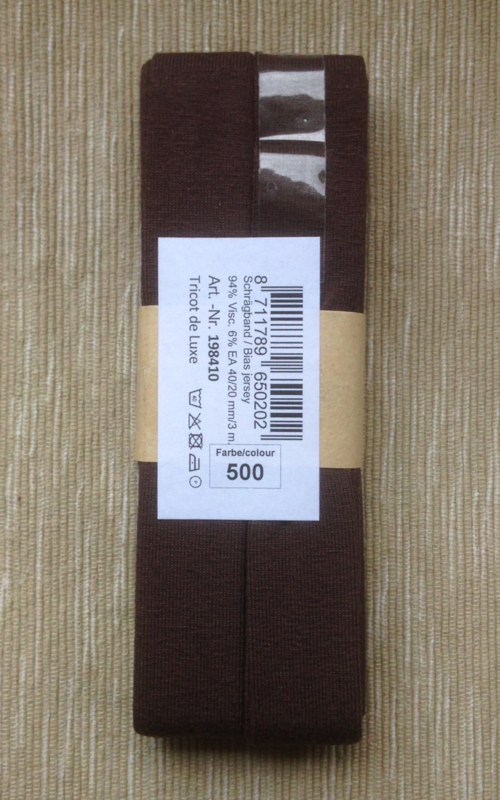 8 711789 650202
Schrägband / Bias jersey
94% Visc. 6% EA 40/20 mm/3 m.
Art. -Nr. 198410
Tricot de Luxe
Farbe/colour
500